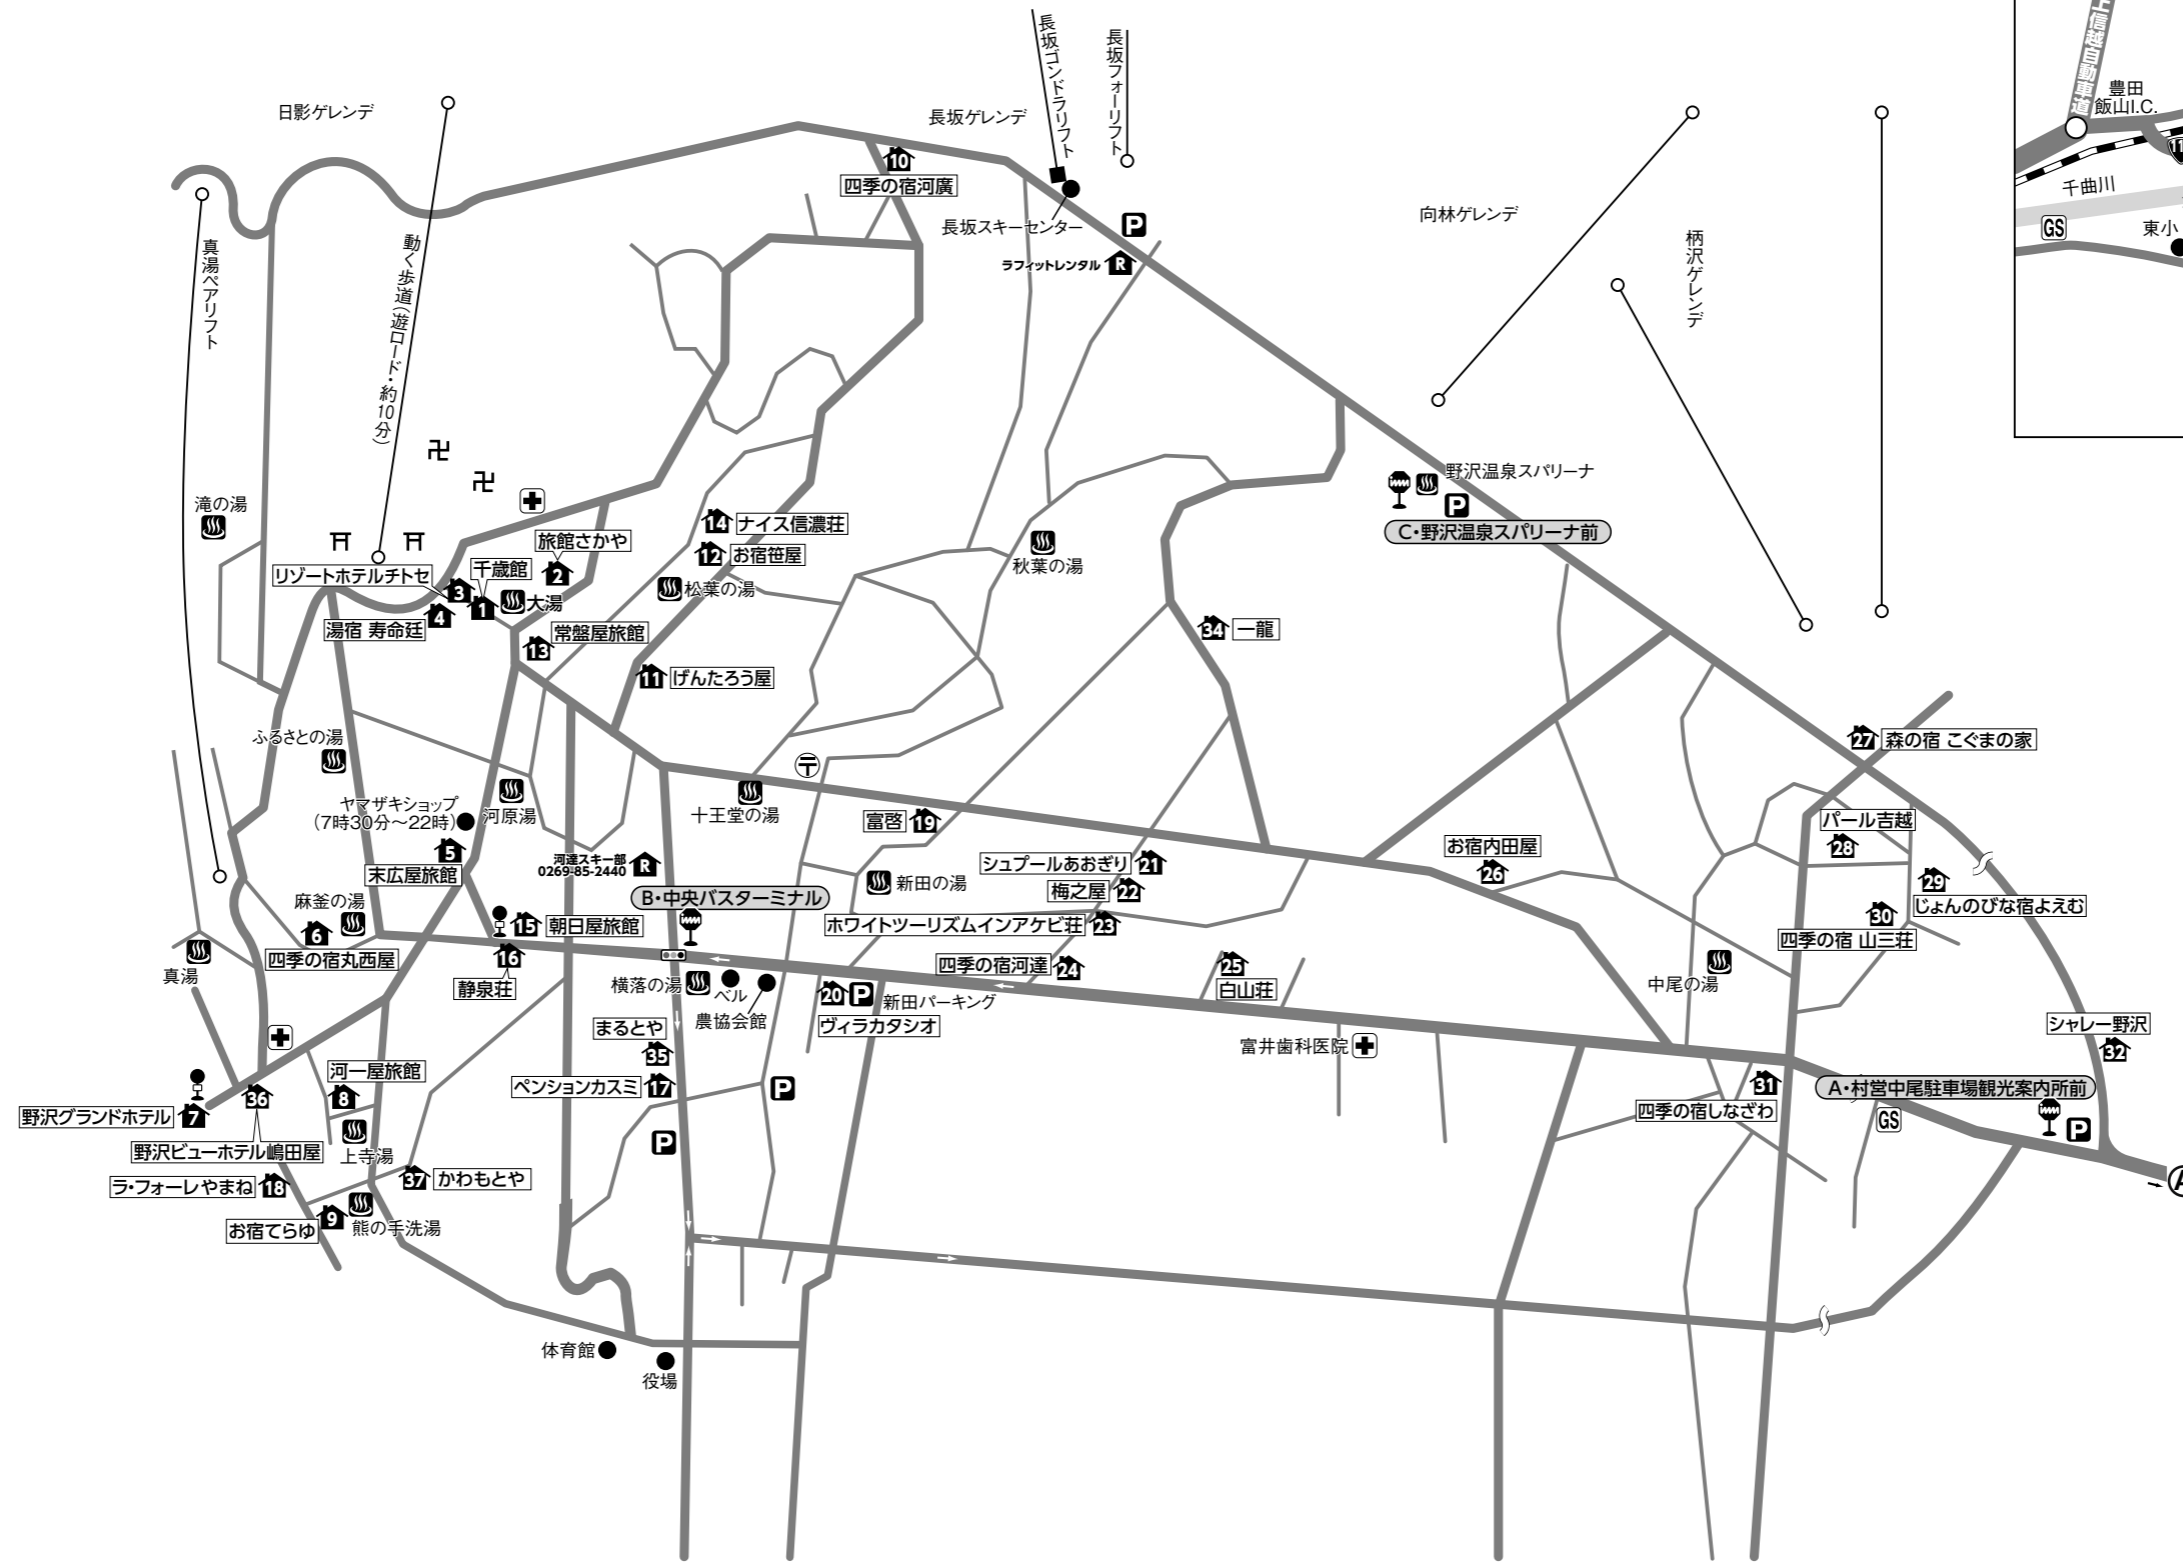 上信越自動車道
豊田
飯山I.C.
千曲川
GS
東小
日影ゲレンデ
長坂ゲレンデ
長坂ゴンドラリフト
長坂フォーリフト
10
四季の宿河廣
長坂スキーセンター
P
ラフィットレンタル
R
向林ゲレンデ
柄沢ゲレンデ
真湯ペアリフト
動く歩道(遊ロード・約10分)
野沢温泉スパリーナ
P
C・野沢温泉スパリーナ前
滝の湯
14
ナイス信濃荘
12
お宿笹屋
松葉の湯
秋葉の湯
旅館さかや
2
千歳館
1
大湯
リゾートホテルチトセ
3
4
湯宿 寿命延
13
常盤屋旅館
11
げんたろう屋
34
一龍
ふるさとの湯
ヤマザキショップ
(7時30分〜22時)
河原湯
5
末広屋旅館
〒
十王堂の湯
富啓
19
27
森の宿 こぐまの家
パール吉越
28
29
じょんのびな宿よえむ
30
四季の宿 山三荘
お宿内田屋
26
河達スキー部
0269-85-2440
R
B・中央バスターミナル
新田の湯
シュプールあおぎり
21
梅之屋
22
ホワイトツーリズムインアケビ荘
23
麻釜の湯
6
四季の宿丸西屋
真湯
15
朝日屋旅館
16
静泉荘
横落の湯
ベル
農協会館
四季の宿河達
24
20
P
新田パーキング
ヴィラカタシオ
25
白山荘
中尾の湯
富井歯科医院
シャレー野沢
32
31
四季の宿しなざわ
A・村営中尾駐車場観光案内所前
GS
P
A
まるとや
35
ペンションカスミ
17
P
P
河一屋旅館
8
上寺湯
野沢グランドホテル
7
36
野沢ビューホテル嶋田屋
ラ・フォーレやまね
18
37
かわもとや
お宿てらゆ
9
熊の手洗湯
体育館
役場